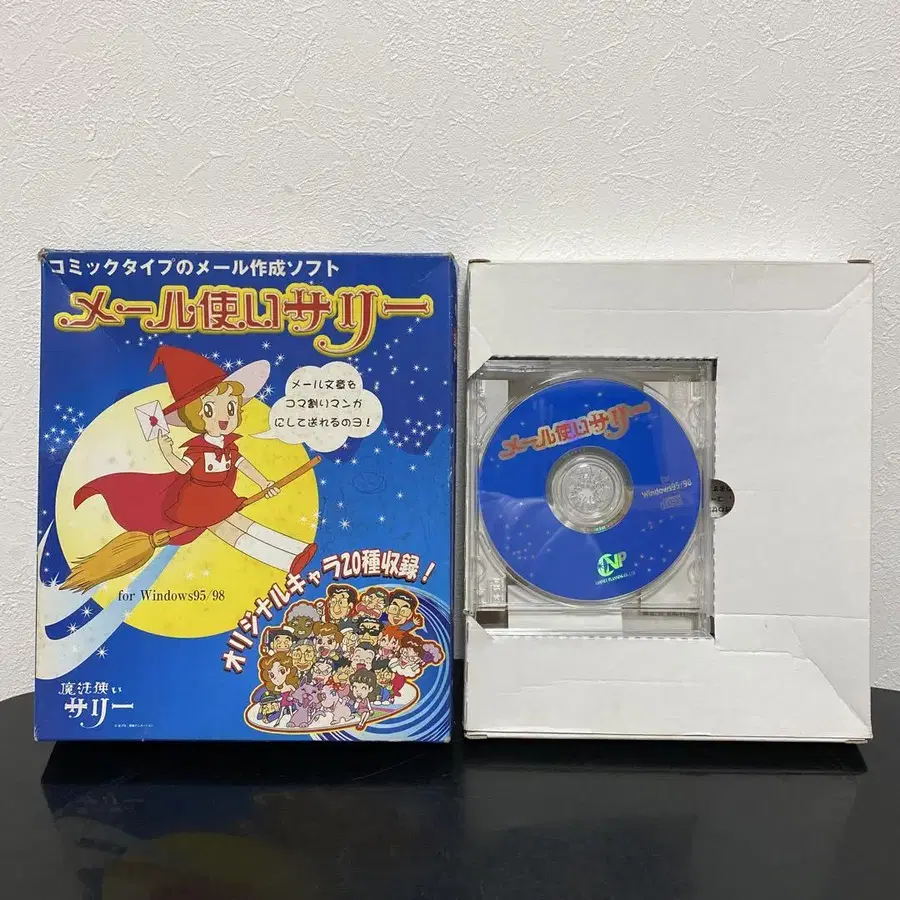 コミックタイプのメール作成ソフト
メール使いサリー
メール文章を
コマ割りマンガ
にして送れるのヨ!
for Windows95/98
オリジナルキャラ20種収録!
魔法使い
サリー
メール使いサリー
Windows95/98